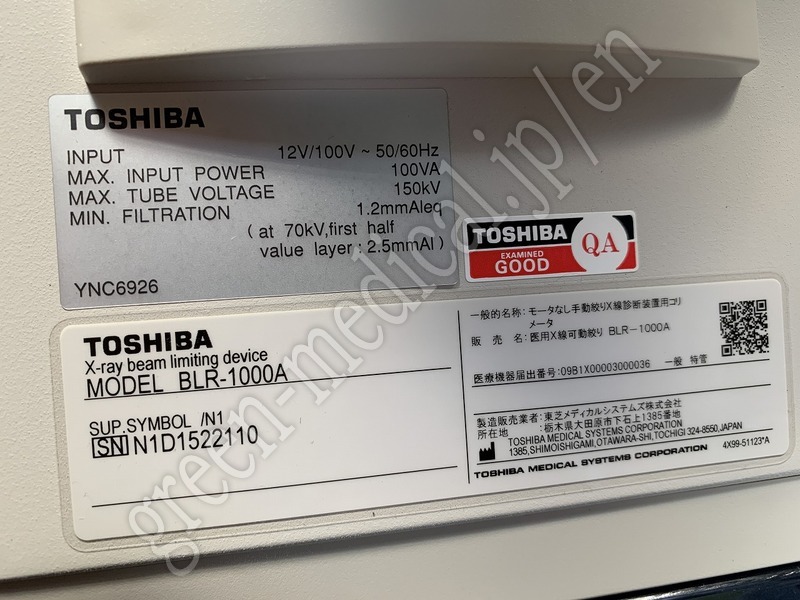 TOSHIBA
INPUT 12V/100V ~ 50/60Hz
MAX. INPUT POWER 100VA
MAX. TUBE VOLTAGE 150kV
MIN. FILTRATION 1.2mmAleq
( at 70kV,first half
value layer : 2.5mmAl )
YNC6926
TOSHIBA
EXAMINED
GOOD
QA
TOSHIBA
X-ray beam limiting device
MODEL BLR-1000A
SUP.SYMBOL /N1
SN N1D1522110
一般的名称: モータなし手動絞りX線診断装置用コリ
メータ
販 売 名: 医用X線可動絞り BLR-1000A
医療機器届出番号: 09B1X00003000036 一般 特管
製造販売業者: 東芝メディカルシステムズ株式会社
所在地 : 栃木県大田原市下石上1385番地
TOSHIBA MEDICAL SYSTEMS CORPORATION
1385,SHIMOISHIGAMI,OTAWARA-SHI,TOCHIGI 324-8550,JAPAN
TOSHIBA MEDICAL SYSTEMS CORPORATION 4X99-51123*A
green-medical.jp/en